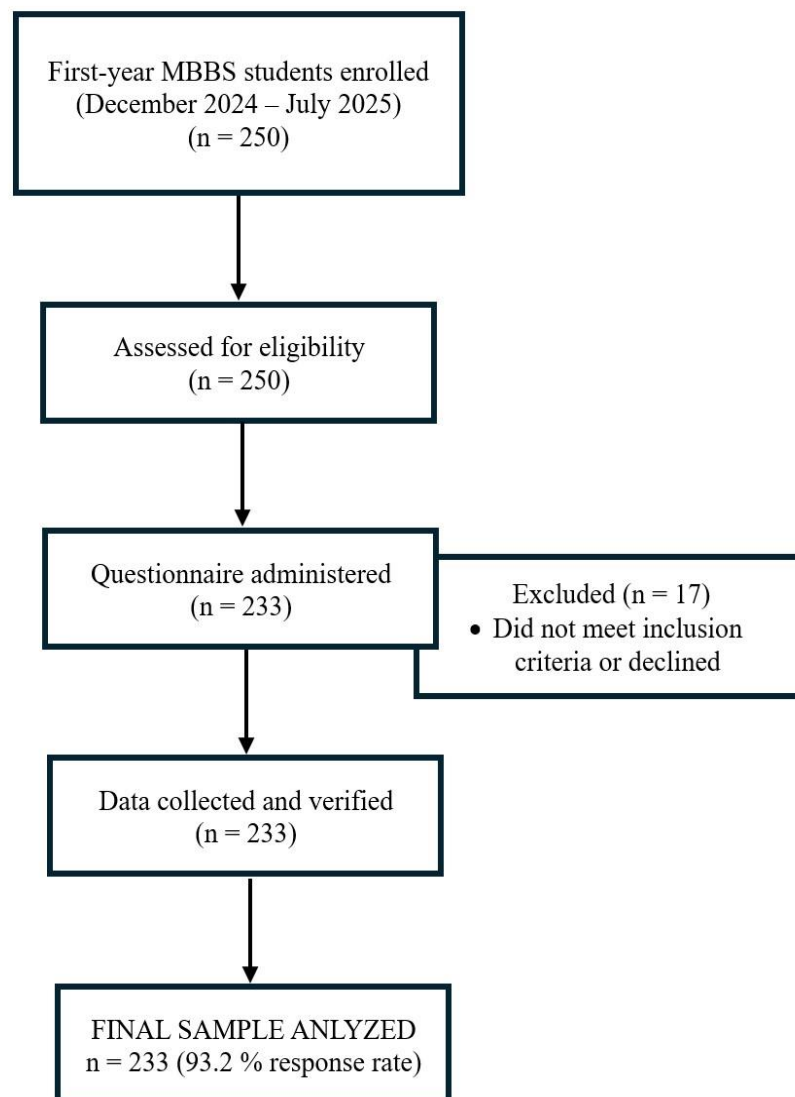 First-year MBBS students enrolled
(December 2024 – July 2025)
(n = 250)
Assessed for eligibility
(n = 250)
Questionnaire administered
(n = 233)
Excluded (n = 17)
• Did not meet inclusion
criteria or declined
Data collected and verified
(n = 233)
FINAL SAMPLE ANLYZED
n = 233 (93.2 % response rate)